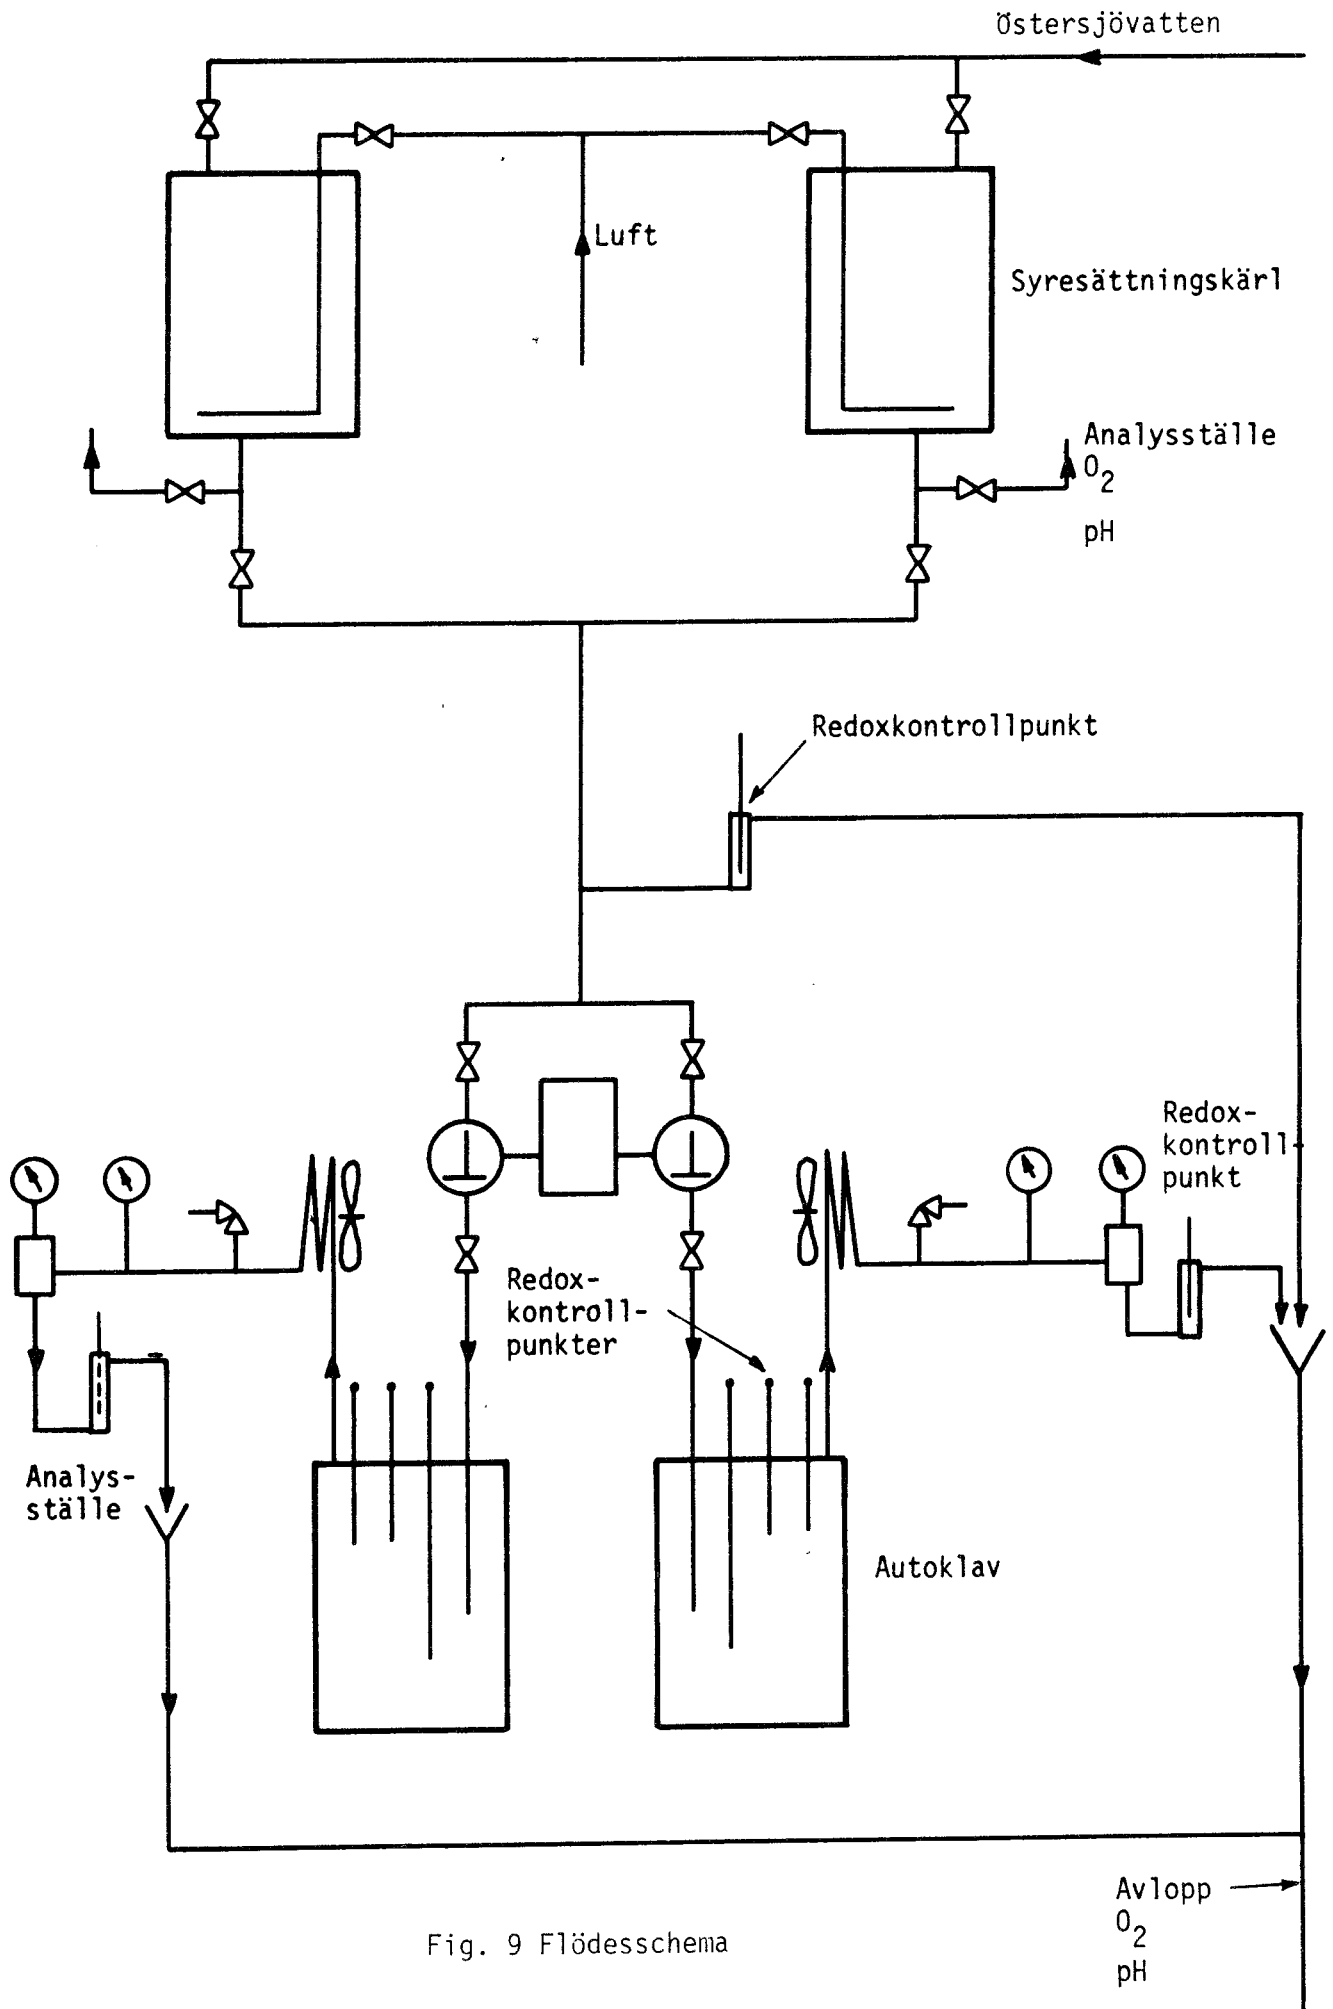 Östersjövatten
Luft
Syresättningskärl
Analysställe
O2
pH
Redoxkontrollpunkt
Redox-
kontroll-
punkt
Redox-
kontroll-
punkter
Analys-
ställe
Autoklav
Avlopp
O2
pH
Fig. 9 Flödesschema